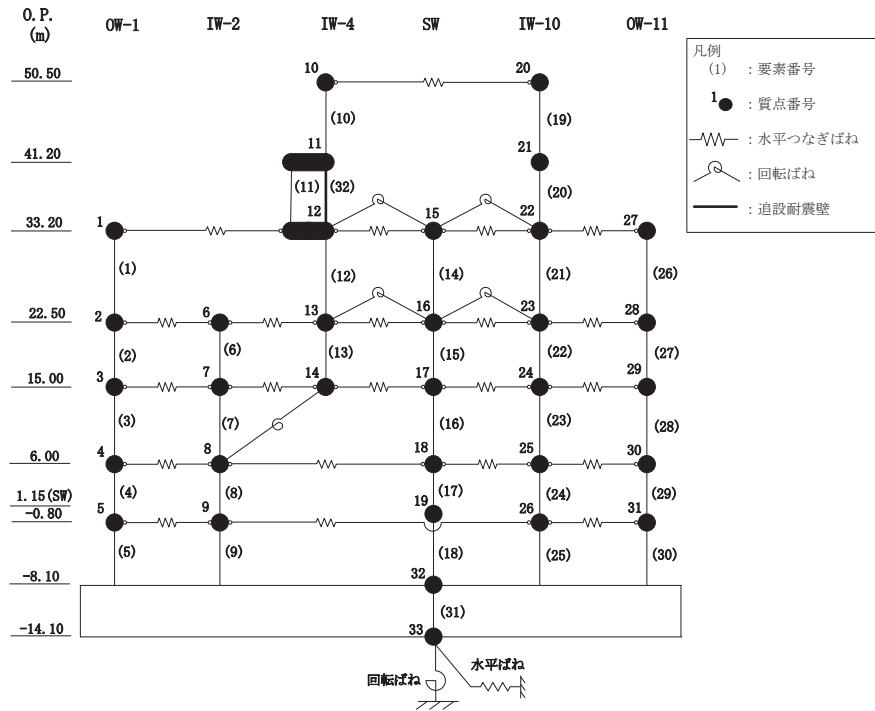 O.P.
(m)
OW-1 IW-2 IW-4 SW IW-10 OW-11
凡例
(1) : 要素番号
1 : 質点番号
: 水平つなぎばね
: 回転ばね
: 追設耐震壁
50.50 10 20
(10) (19)
41.20 11 21
(11) (32) (20)
33.20 1 12 15 22 27
(1) (12) (14) (21) (26)
22.50 2 6 13 16 23 28
(2) (6) (13) (15) (22) (27)
15.00 3 7 14 17 24 29
(3) (7) (16) (23) (28)
6.00 4 8 18 25 30
(4) (8) (17) (24) (29)
1.15(SW) 19
-0.80 5 9 26 31
(5) (9) (18) (25) (30)
-8.10 32
(31)
-14.10 33
回転ばね 水平ばね